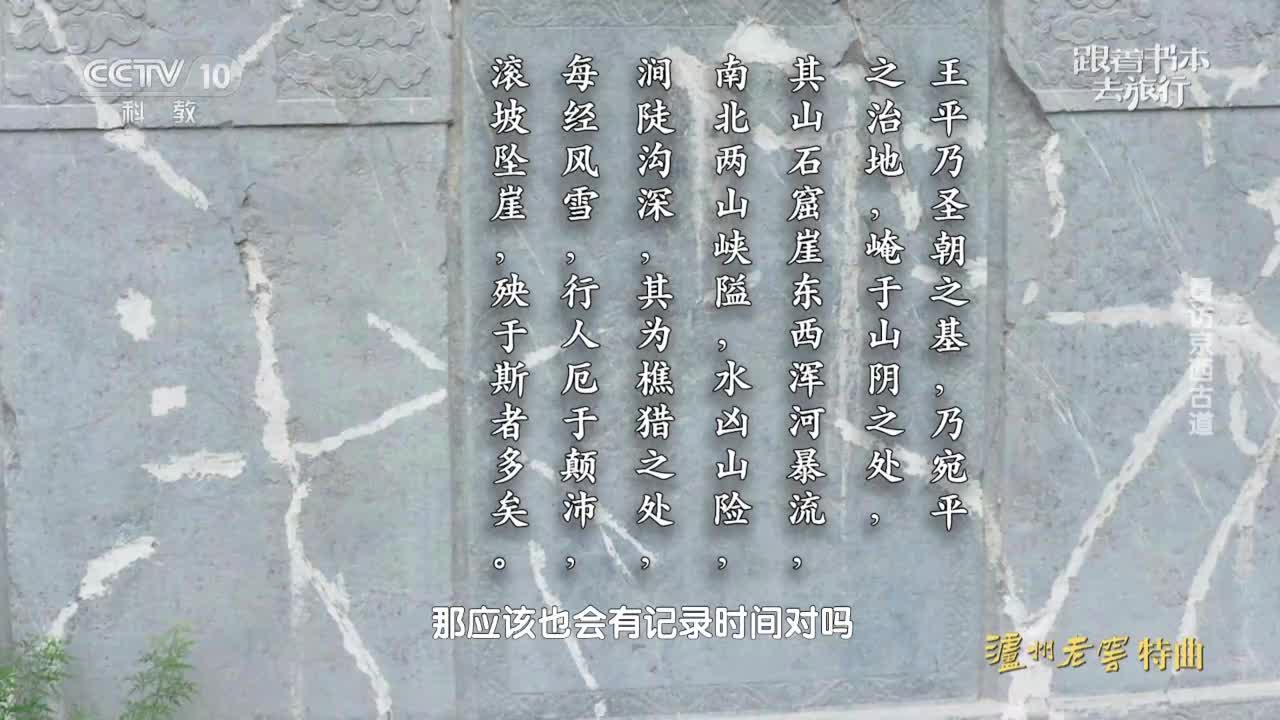 CCTV 10
科教
跟着书本
去旅行
王平乃圣朝之基，乃宛平
之治地，崦于山阴之处，
其山石窟崖东西浑河暴流，
南北两山峡隘，水凶山险，
涧陡沟深，其为樵猎之处，
每经风雪，行人厄于颠沛，
滚坡坠崖，殃于斯者多矣。
京西古道
那应该也会有记录时间对吗
泸州老窖特曲